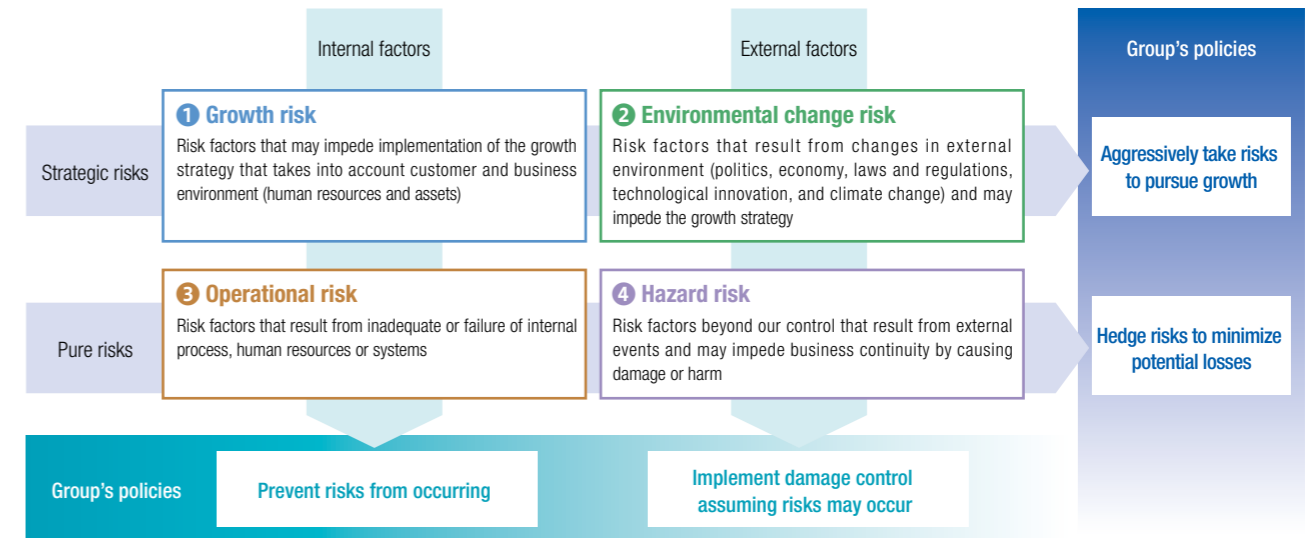 Internal factors
External factors
Group's policies
Strategic risks
❶ Growth risk
Risk factors that may impede implementation of the growth
strategy that takes into account customer and business
environment (human resources and assets)
❷ Environmental change risk
Risk factors that result from changes in external
environment (politics, economy, laws and regulations,
technological innovation, and climate change) and may
impede the growth strategy
Aggressively take risks
to pursue growth
Pure risks
❸ Operational risk
Risk factors that result from inadequate or failure of internal
process, human resources or systems
❹ Hazard risk
Risk factors beyond our control that result from external
events and may impede business continuity by causing
damage or harm
Hedge risks to minimize
potential losses
Group's policies
Prevent risks from occurring
Implement damage control
assuming risks may occur